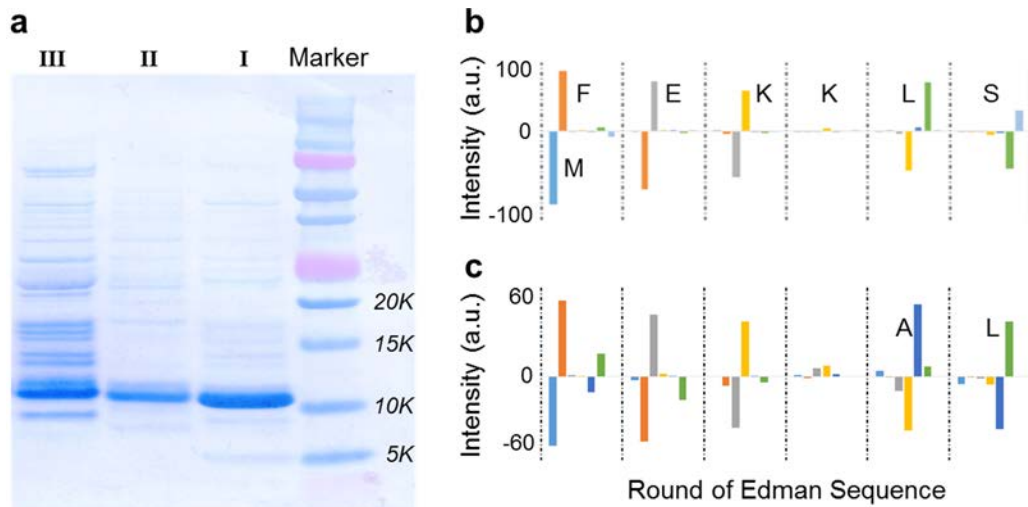 a
III II I Marker
20K
15K
10K
5K
b
Intensity (a.u.)
100
0
-100
F E K K L S
M
c
Intensity (a.u.)
60
0
-60
A L
Round of Edman Sequence